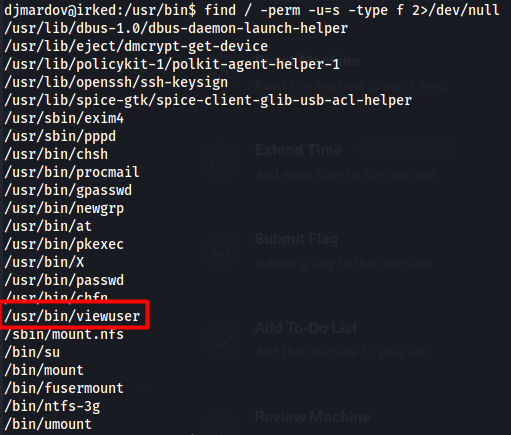 djmardov@irked:/usr/bin$ find / -perm -u=s -type f 2>/dev/null
/usr/lib/dbus-1.0/dbus-daemon-launch-helper
/usr/lib/eject/dmcrypt-get-device
/usr/lib/policykit-1/polkit-agent-helper-1
/usr/lib/openssh/ssh-keysign
Reset the machine to point zero.
/usr/lib/spice-gtk/spice-client-glib-usb-acl-helper
/usr/sbin/exim4
/usr/sbin/pppd
/usr/bin/chsh
Extend Time
/usr/bin/procmail
Add extra time to the machine.
/usr/bin/gpasswd
/usr/bin/newgrp
/usr/bin/at
/usr/bin/pkexec
Submit Flag
/usr/bin/X
Submit a flag to this machine.
/usr/bin/passwd
/usr/bin/chfn
/usr/bin/viewuser
Add To-Do List
/sbin/mount.nfs
/bin/su
Add this machine to your list.
/bin/mount
/bin/fusermount
/bin/ntfs-3g
Review Machine
/bin/umount